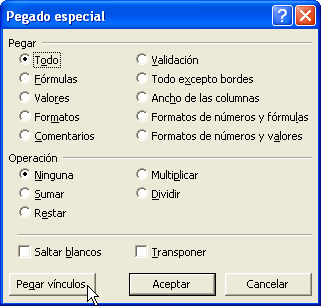 Pegado especial
Pegar
Todo
Validación
Fórmulas
Todo excepto bordes
Valores
Ancho de las columnas
Formatos
Formatos de números y fórmulas
Comentarios
Formatos de números y valores
Operación
Ninguna
Multiplicar
Sumar
Dividir
Restar
Saltar blancos
Transponer
Pegar vínculos
Aceptar
Cancelar